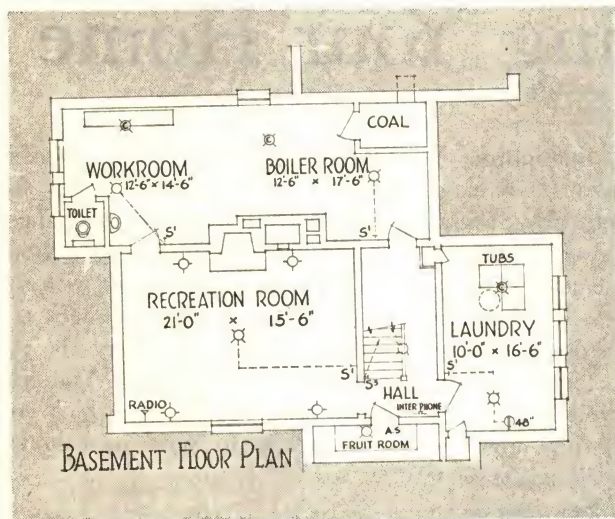 COAL
WORKROOM
12'-6" × 14'-6"
BOILER ROOM
12'-6" × 17'-6"
TOILET
S'
S'
TUBS
RECREATION ROOM
21'-0" × 15'-6"
LAUNDRY
10'-0" × 16'-6"
S'
S'
S³
HALL
INTER PHONE
RADIO
48"
A.S
FRUIT ROOM
BASEMENT FLOOR PLAN